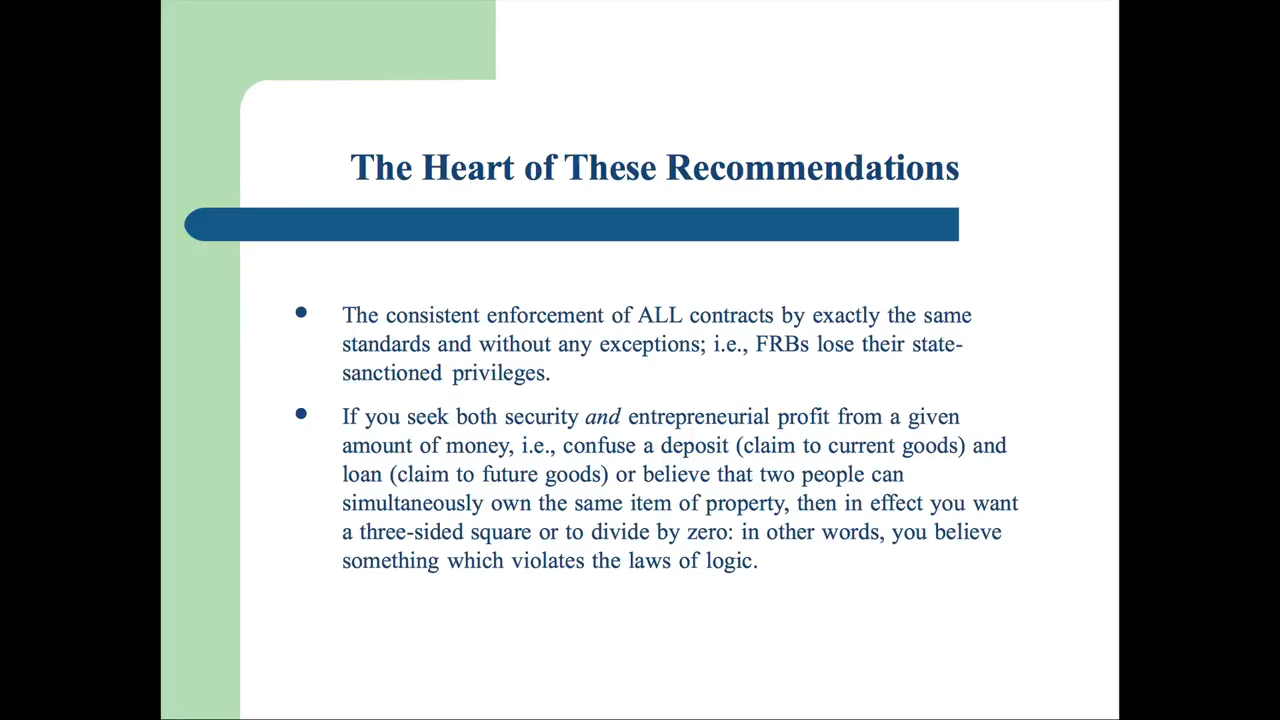 The Heart of These Recommendations
The consistent enforcement of ALL contracts by exactly the same
standards and without any exceptions; i.e., FRBs lose their state-
sanctioned privileges.
If you seek both security and entrepreneurial profit from a given
amount of money, i.e., confuse a deposit (claim to current goods) and
loan (claim to future goods) or believe that two people can
simultaneously own the same item of property, then in effect you want
a three-sided square or to divide by zero: in other words, you believe
something which violates the laws of logic.